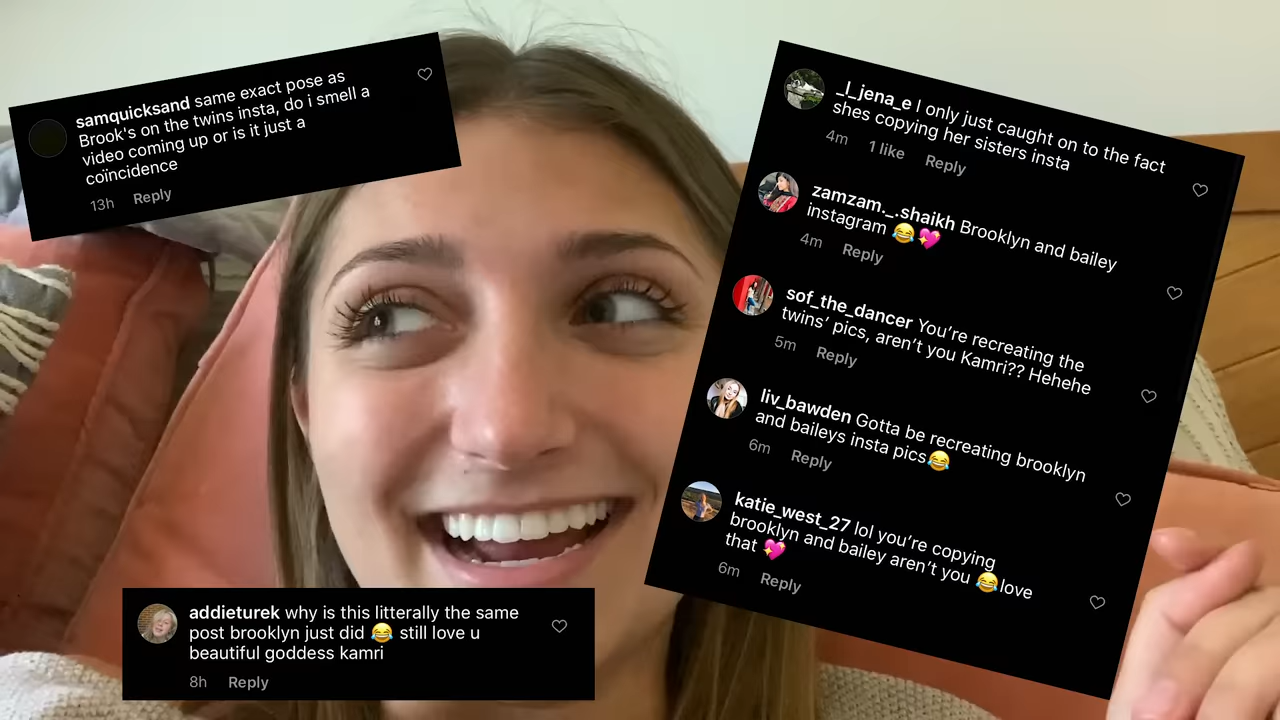 samquicksand same exact pose as
Brook's on the twins insta, do i smell a
video coming up or is it just a
coïncidence
13h Reply
_l_jena_e I only just caught on to the fact
shes copying her sisters insta
4m 1 like Reply
zamzam._.shaikh Brooklyn and bailey
instagram 😂💖
4m Reply
sof_the_dancer You’re recreating the
twins’ pics, aren’t you Kamri?? Hehehe
5m Reply
liv_bawden Gotta be recreating brooklyn
and baileys insta pics😂
6m Reply
katie_west_27 lol you’re copying
brooklyn and bailey aren’t you 😂love
that 💖
6m Reply
addieturek why is this litterally the same
post brooklyn just did 😂 still love u
beautiful goddess kamri
8h Reply